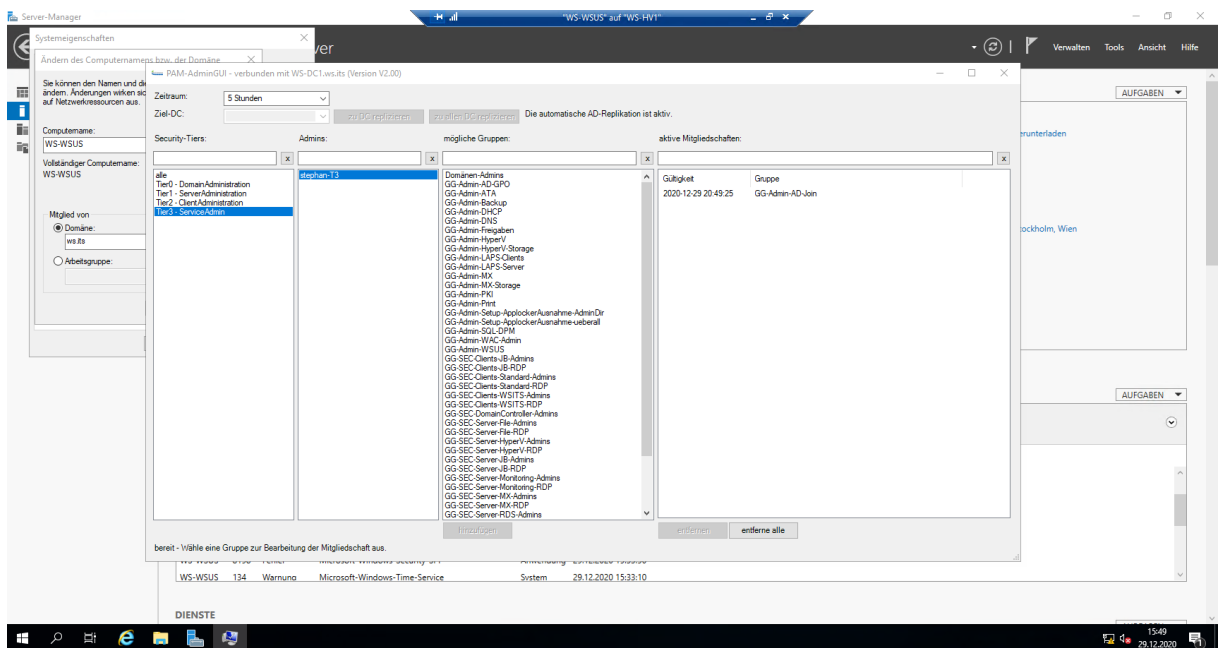 Server-Manager
"WS-WSUS" auf "WS-HV1"
Systemeigenschaften
ver
Verwalten Tools Ansicht Hilfe
Ändern des Computernamens bzw. der Domäne
Sie können den Namen und die
ändern. Änderungen wirken sic
auf Netzwerkressourcen aus.
Computername:
WS-WSUS
Vollständiger Computername:
WS-WSUS
Mitglied von
Domäne:
ws.its
Arbeitsgruppe:
PAM-AdminGUI - verbunden mit WS-DC1.ws.its (Version V2.00)
Zeitraum:
5 Stunden
Ziel-DC:
zu DC replizieren
zu allen DC replizieren
Die automatische AD-Replikation ist aktiv.
Security-Tiers:
Admins:
mögliche Gruppen:
aktive Mitgliedschaften:
x
x
x
x
alle
Tier0 - DomainAdministration
Tier1 - ServerAdministration
Tier2 - ClientAdministration
Tier3 - ServiceAdmin
stephan-T3
Domänen-Admins
GG-Admin-AD-GPO
GG-Admin-ATA
GG-Admin-Backup
GG-Admin-DHCP
GG-Admin-DNS
GG-Admin-Freigaben
GG-Admin-HyperV
GG-Admin-HyperV-Storage
GG-Admin-LAPS-Clients
GG-Admin-LAPS-Server
GG-Admin-MX
GG-Admin-MX-Storage
GG-Admin-PKI
GG-Admin-Print
GG-Admin-Setup-ApplockerAusnahme-AdminDir
GG-Admin-Setup-ApplockerAusnahme-ueberall
GG-Admin-SQL-DPM
GG-Admin-WAC-Admin
GG-Admin-WSUS
GG-SEC-Clients-JB-Admins
GG-SEC-Clients-JB-RDP
GG-SEC-Clients-Standard-Admins
GG-SEC-Clients-Standard-RDP
GG-SEC-Clients-WSITS-Admins
GG-SEC-Clients-WSITS-RDP
GG-SEC-DomainController-Admins
GG-SEC-Server-File-Admins
GG-SEC-Server-File-RDP
GG-SEC-Server-HyperV-Admins
GG-SEC-Server-HyperV-RDP
GG-SEC-Server-JB-Admins
GG-SEC-Server-JB-RDP
GG-SEC-Server-Monitoring-Admins
GG-SEC-Server-Monitoring-RDP
GG-SEC-Server-MX-Admins
GG-SEC-Server-MX-RDP
GG-SEC-Server-RDS-Admins
Gültigkeit Gruppe
2020-12-29 20:49:25 GG-Admin-AD-Join
hinzufügen
entfernen
entferne alle
bereit - Wähle eine Gruppe zur Bearbeitung der Mitgliedschaft aus.
AUFGABEN
erunterladen
tockholm, Wien
AUFGABEN
WS-WSUS 134 Warnung Microsoft-Windows-Time-Service System 29.12.2020 15:33:10
DIENSTE
15:49
29.12.2020